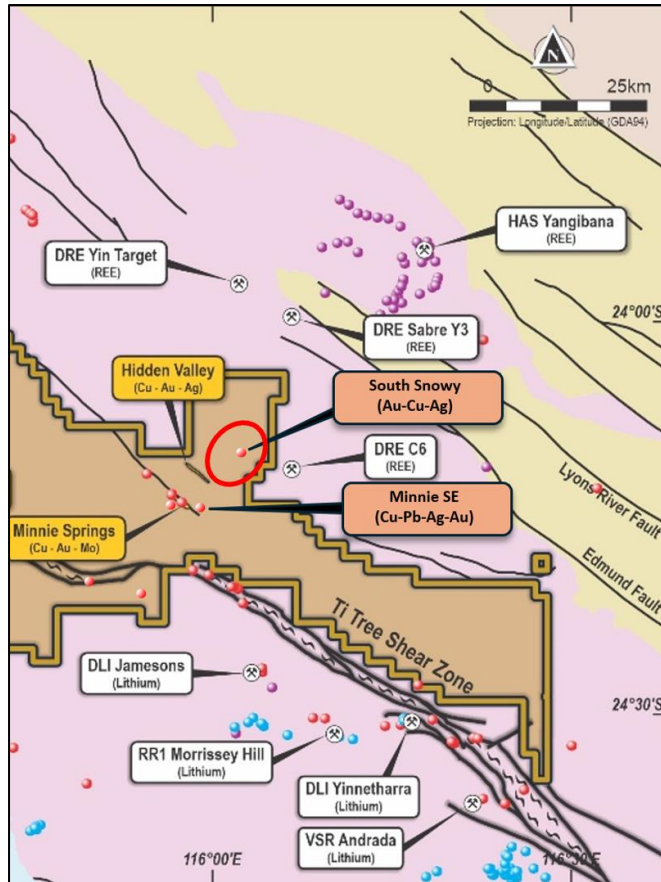 N
0 25km
Projection: Longitude/Latitude (GDA94)
HAS Yangibana
(REE)
DRE Yin Target
(REE)
24°00'S
DRE Sabre Y3
(REE)
Hidden Valley
(Cu - Au - Ag)
South Snowy
(Au-Cu-Ag)
DRE C6
(REE)
Lyons River Fault
Minnie SE
(Cu-Pb-Ag-Au)
Minnie Springs
(Cu - Au - Mo)
Edmund Fault
Ti Tree Shear Zone
DLI Jamesons
(Lithium)
24°30'S
RR1 Morrissey Hill
(Lithium)
DLI Yinnetharra
(Lithium)
VSR Andrada
(Lithium)
116°00'E
116°30'E